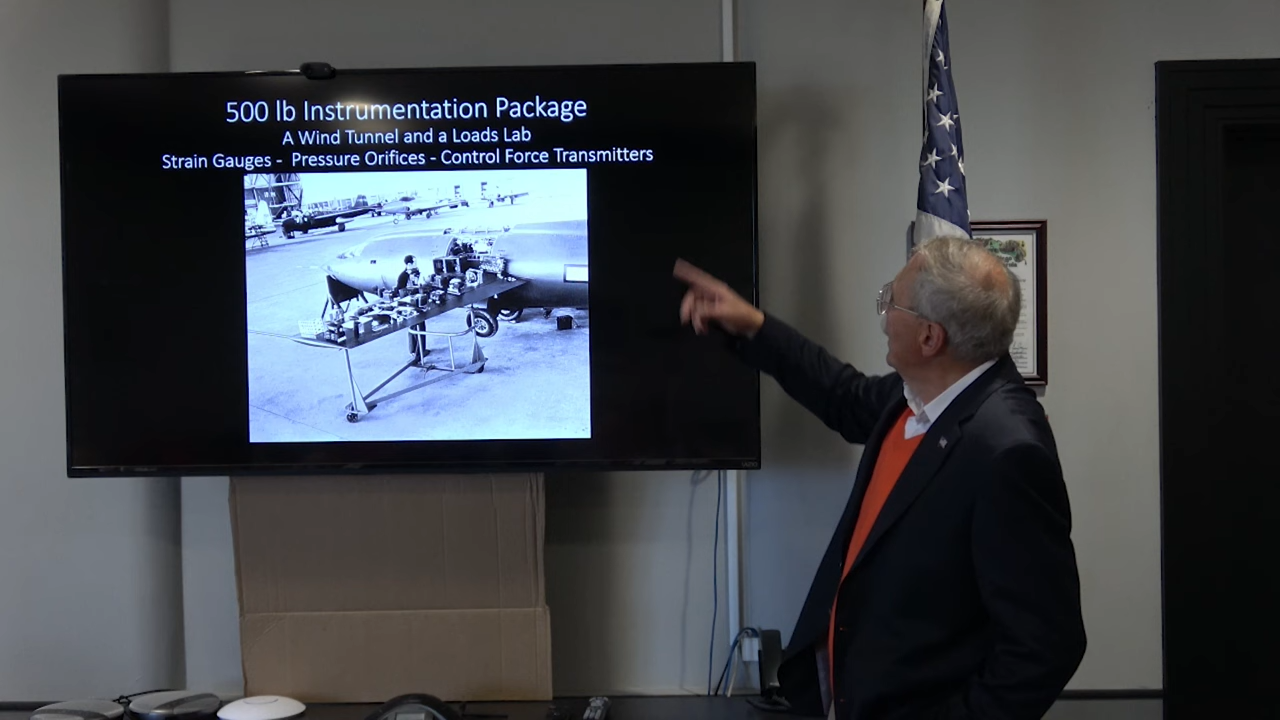 500 lb Instrumentation Package
A Wind Tunnel and a Loads Lab
Strain Gauges - Pressure Orifices - Control Force Transmitters